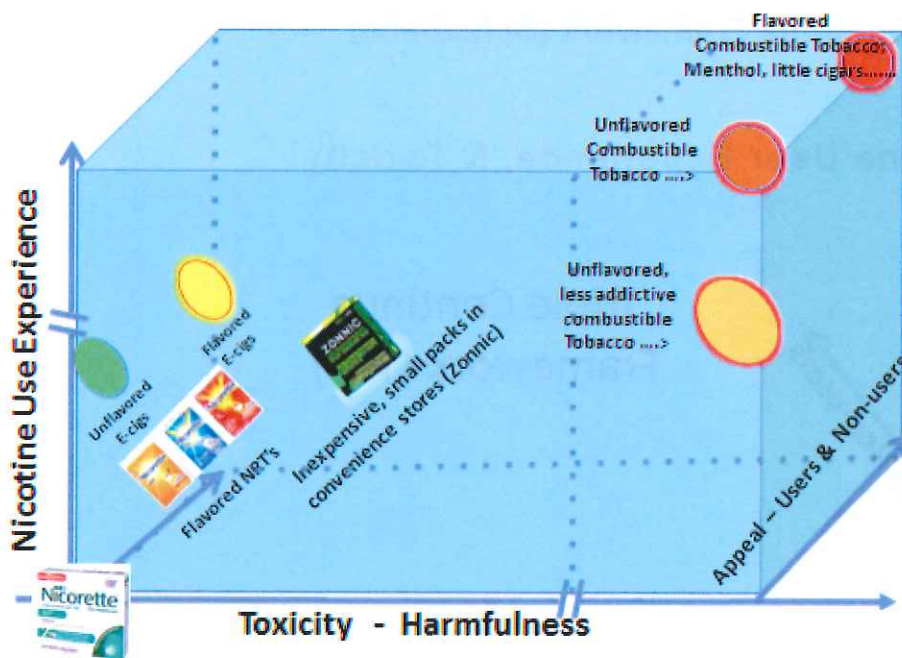 Flavored
Combustible Tobacco;
Menthol, little cigars.......
Unflavored
Combustible
Tobacco ....>
Unflavored,
less addictive
combustible
Tobacco ....>
Nicotine Use Experience
Flavored
E-cigs
Unflavored
E-cigs
ZONNIC
Inexpensive, small packs in
convenience stores (Zonnic)
Flavored NRT's
Appeal – Users & Non-users
Nicorette
Toxicity - Harmfulness